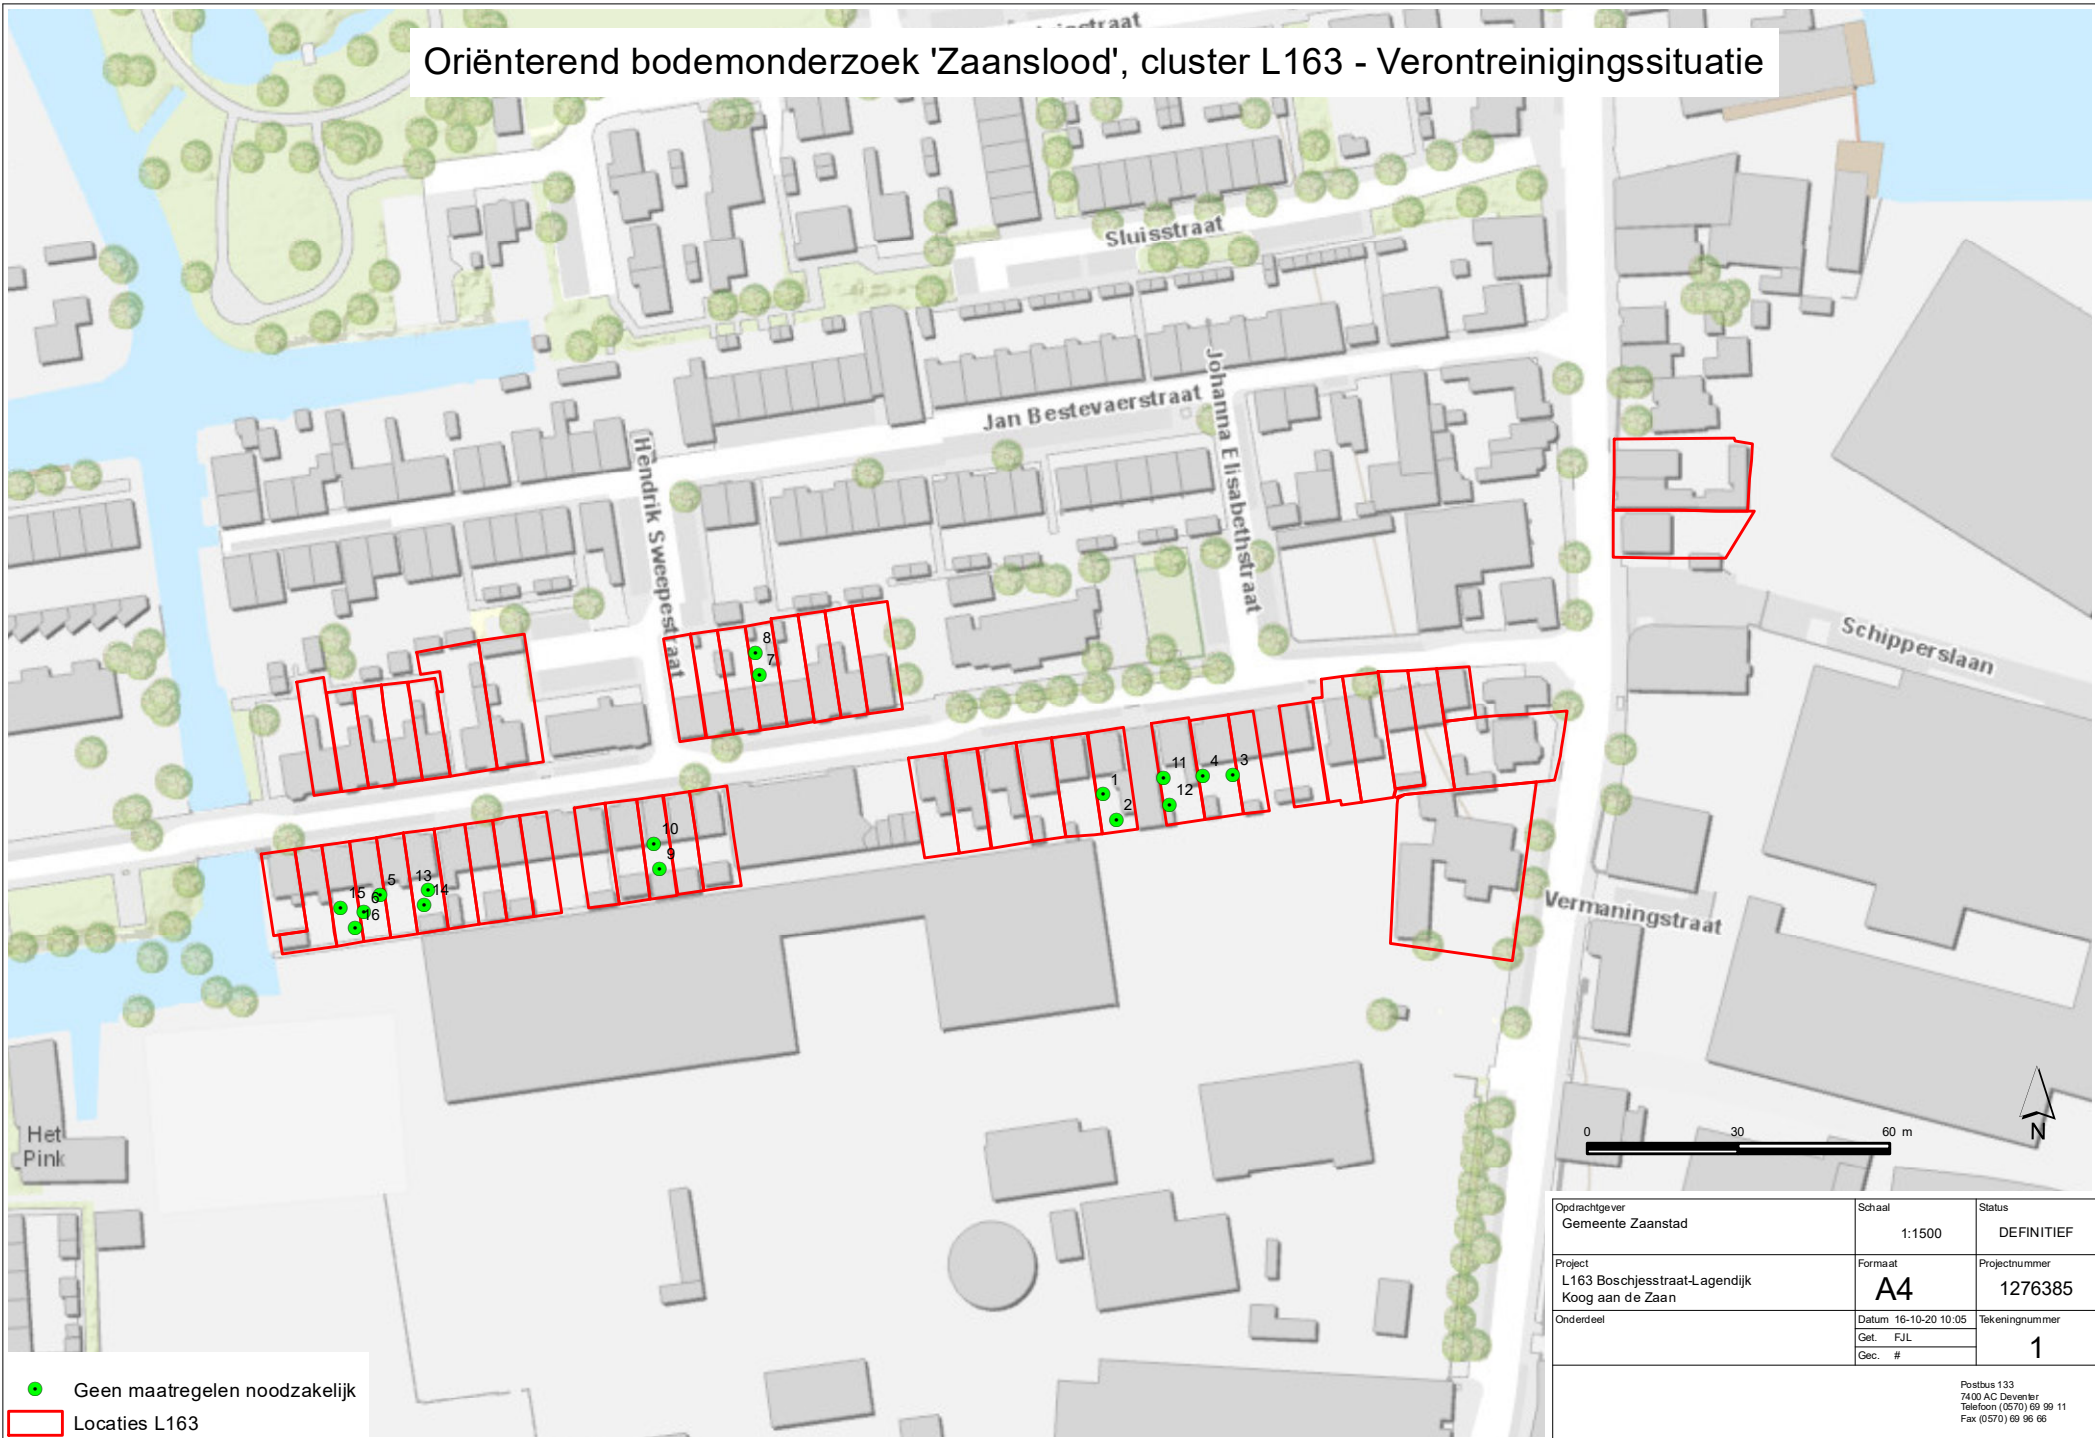 Oriënterend bodemonderzoek 'Zaanslood', cluster L163 - Verontreinigingssituatie
Sluisstraat
Jan Bestevaerstraat
Johanna Elisabethstraat
Hendrik Sweepestraat
Schipperslaan
Vermaningstraat
Het
Pink
8
7
1
2
11
12
4
3
10
9
5
13
14
15
6
16
0 30 60 m
N
Geen maatregelen noodzakelijk
Locaties L163
Opdrachtgever
Gemeente Zaanstad
Schaal
1:1500
Status
DEFINITIEF
Project
L163 Boschjesstraat-Lagendijk
Koog aan de Zaan
Formaat
A4
Projectnummer
1276385
Onderdeel
Datum 16-10-20 10:05
Get. FJL
Gec. #
Tekeningnummer
1
Postbus 133
7400 AC Deventer
Telefoon (0570) 69 99 11
Fax (0570) 69 96 66